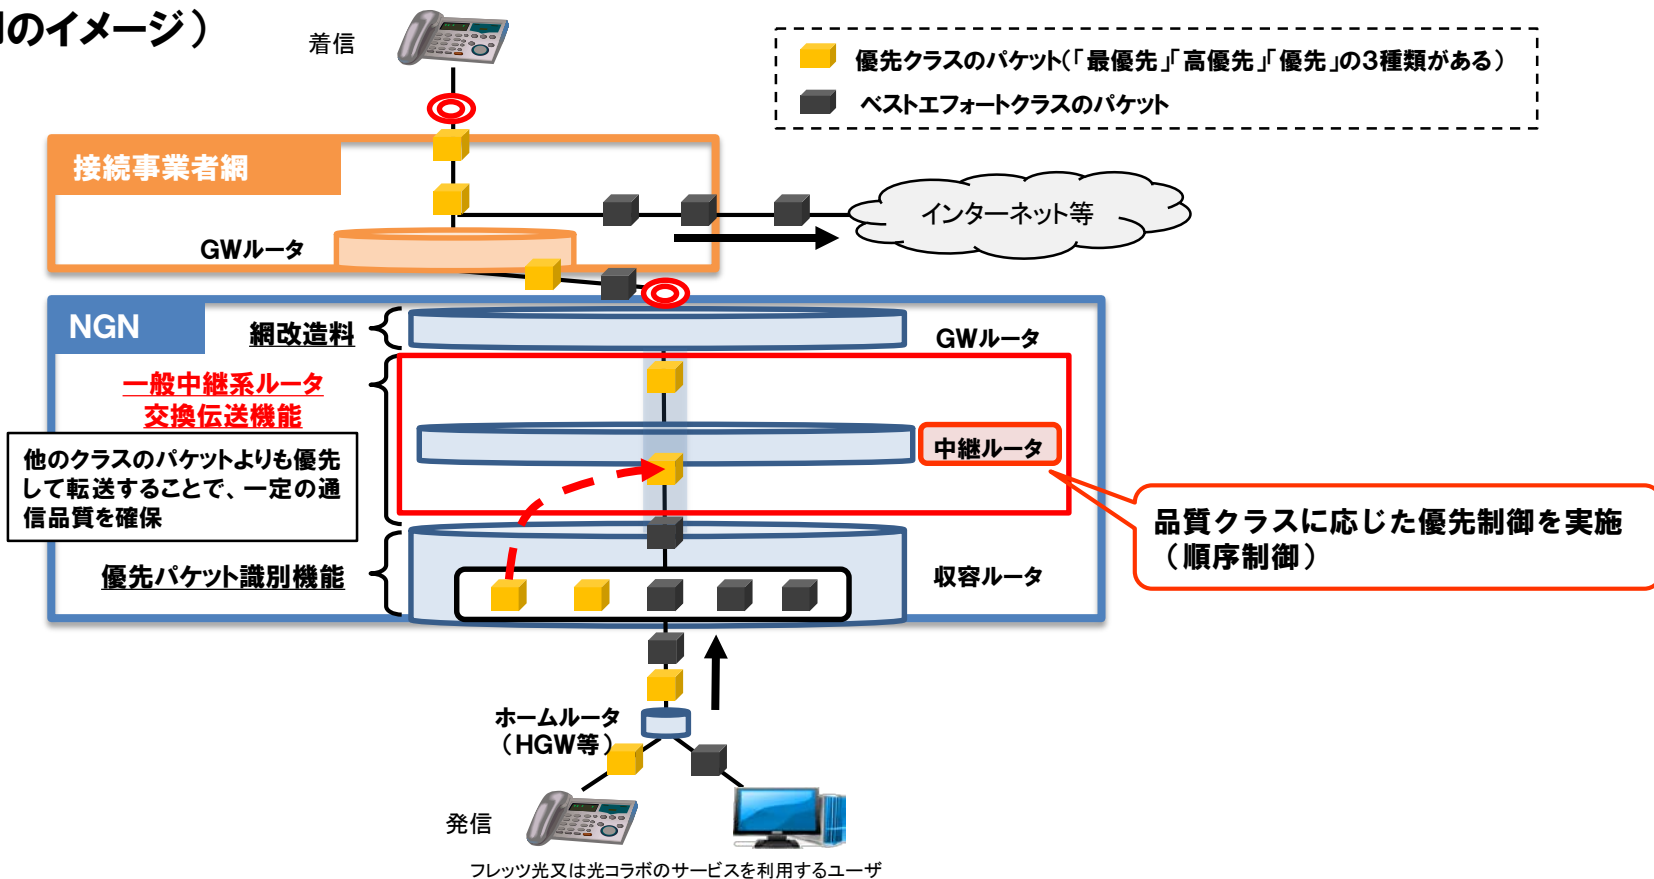 のイメージ）
着信
優先クラスのパケット（「最優先」「高優先」「優先」の３種類がある）
ベストエフォートクラスのパケット
接続事業者網
インターネット等
GWルータ
NGN
網改造料
GWルータ
一般中継系ルータ
交換伝送機能
中継ルータ
他のクラスのパケットよりも優先
して転送することで、一定の通
信品質を確保
品質クラスに応じた優先制御を実施
（順序制御）
優先パケット識別機能
収容ルータ
ホームルータ
（HGW等）
発信
フレッツ光又は光コラボのサービスを利用するユーザ